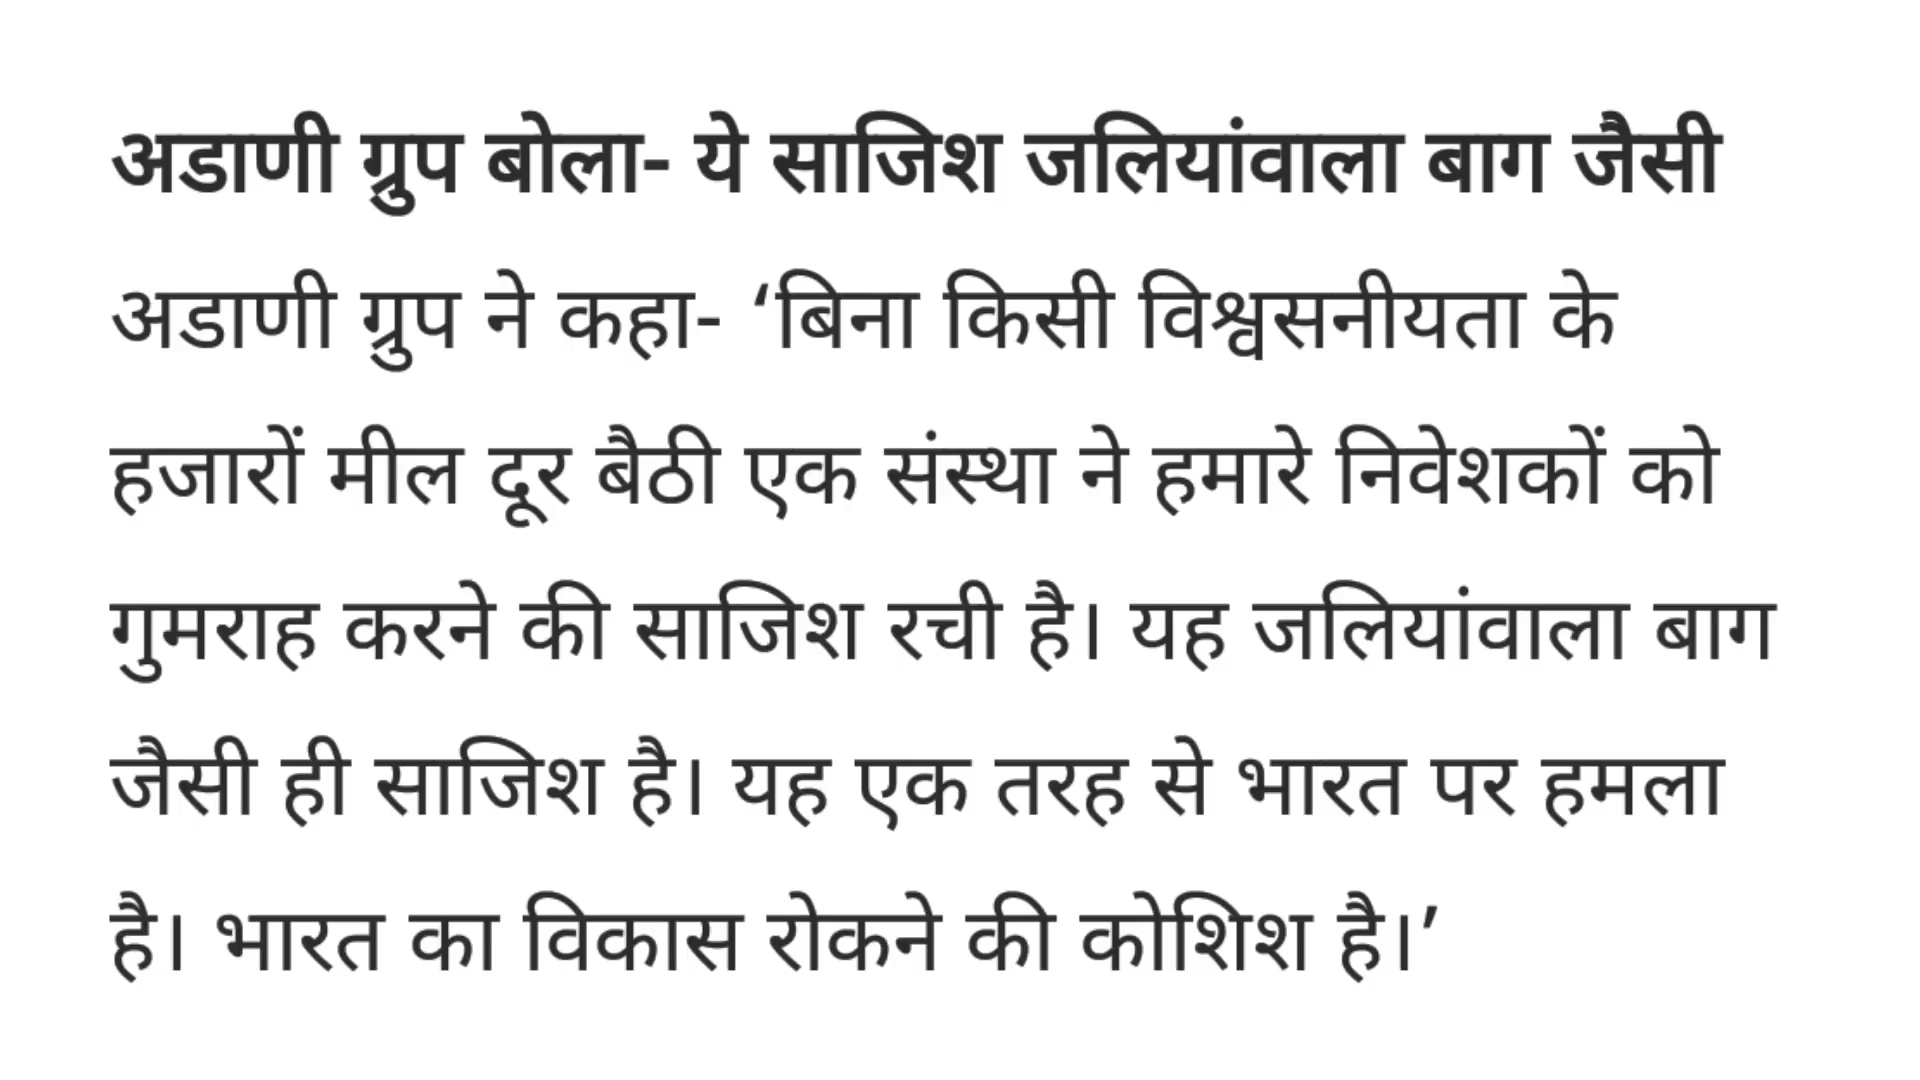 अडाणी ग्रुप बोला- ये साजिश जलियांवाला बाग जैसी
अडाणी ग्रुप ने कहा- ‘बिना किसी विश्वसनीयता के
हजारों मील दूर बैठी एक संस्था ने हमारे निवेशकों को
गुमराह करने की साजिश रची है। यह जलियांवाला बाग
जैसी ही साजिश है। यह एक तरह से भारत पर हमला
है। भारत का विकास रोकने की कोशिश है।’